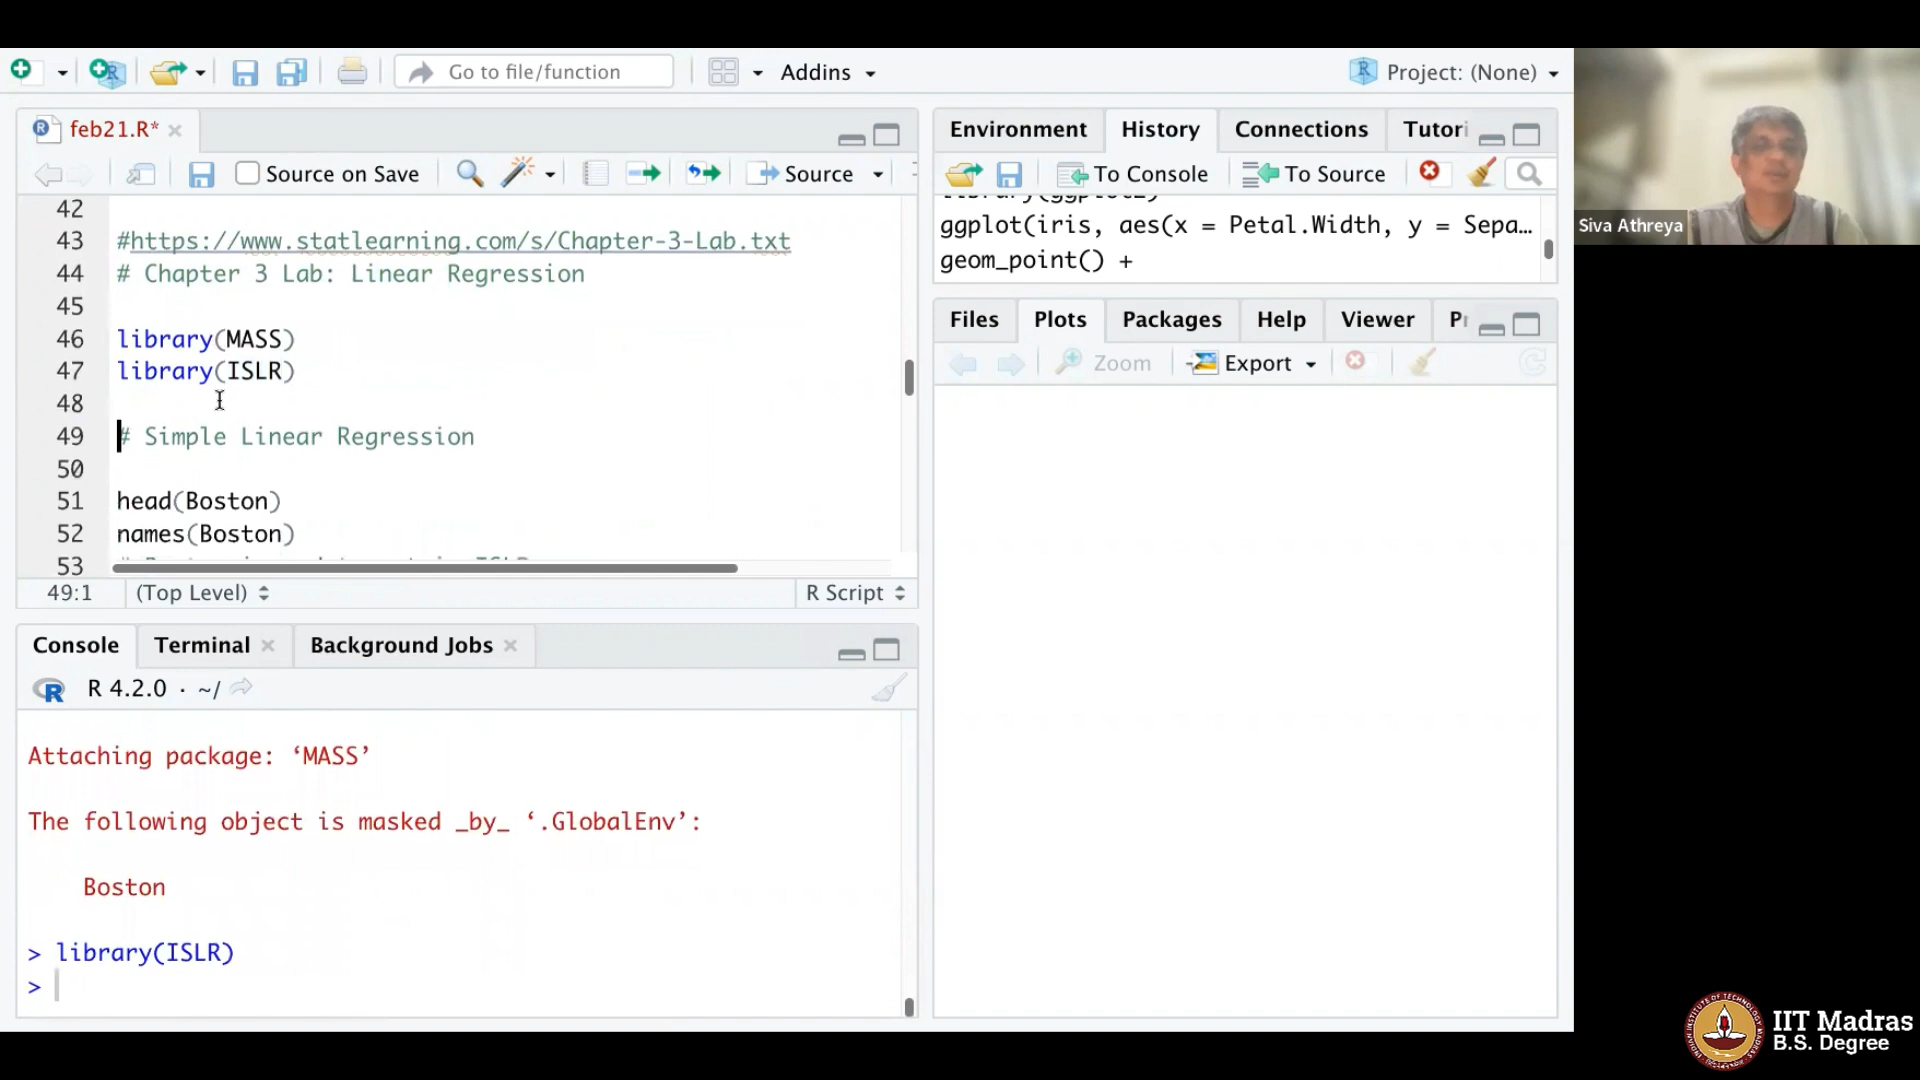 Go to file/function
Addins
Project: (None)
feb21.R*
Source on Save
Source
42
43 #https://www.statlearning.com/s/Chapter-3-Lab.txt
44 # Chapter 3 Lab: Linear Regression
45
46 library(MASS)
47 library(ISLR)
48
49 # Simple Linear Regression
50
51 head(Boston)
52 names(Boston)
53
49:1 (Top Level) R Script
Console Terminal Background Jobs
R 4.2.0 · ~/
Attaching package: ‘MASS’
The following object is masked _by_ ‘.GlobalEnv’:
Boston
> library(ISLR)
>
Environment History Connections Tutori
To Console To Source
library(ggplot2)
ggplot(iris, aes(x = Petal.Width, y = Sepa…
geom_point() +
Files Plots Packages Help Viewer Pr
Zoom Export
Siva Athreya
IIT Madras
B.S. Degree